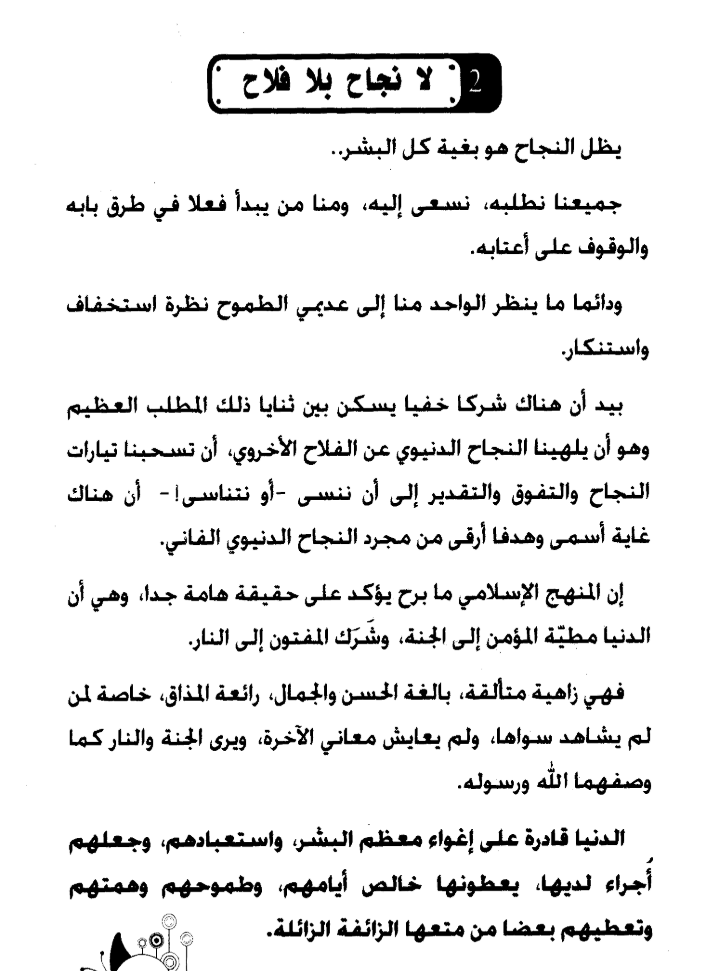 2 لا نجاح بلا فلاح
يظل النجاح هو بغية كل البشر..
جميعنا نطلبه، نسعى إليه، ومنا من يبدأ فعلا في طرق بابه
والوقوف على أعتابه.
ودائما ما ينظر الواحد منا إلى عديمي الطموح نظرة استخفاف
واستنكار.
بيد أن هناك شركا خفيا يسكن بين ثنايا ذلك المطلب العظيم
وهو أن يلهينا النجاح الدنيوي عن الفلاح الأخروي، أن تسحبنا تيارات
النجاح والتفوق والتقدير إلى أن ننسى -أو نتناسى!- أن هناك
غاية أسمى وهدفا أرقى من مجرد النجاح الدنيوي الفاني.
إن المنهج الإسلامي ما برح يؤكد على حقيقة هامة جدا، وهي أن
الدنيا مطيّة المؤمن إلى الجنة، وشَرَك المفتون إلى النار.
فهي زاهية متألقة، بالغة الحسن والجمال، رائعة المذاق، خاصة لمن
لم يشاهد سواها، ولم يعايش معاني الآخرة، ويرى الجنة والنار كما
وصفهما الله ورسوله.
الدنيا قادرة على إغواء معظم البشر، واستعبادهم، وجعلهم
أُجراء لديها، يعطونها خالص أيامهم، وطموحهم وهمتهم
وتعطيهم بعضا من متعها الزائفة الزائلة.